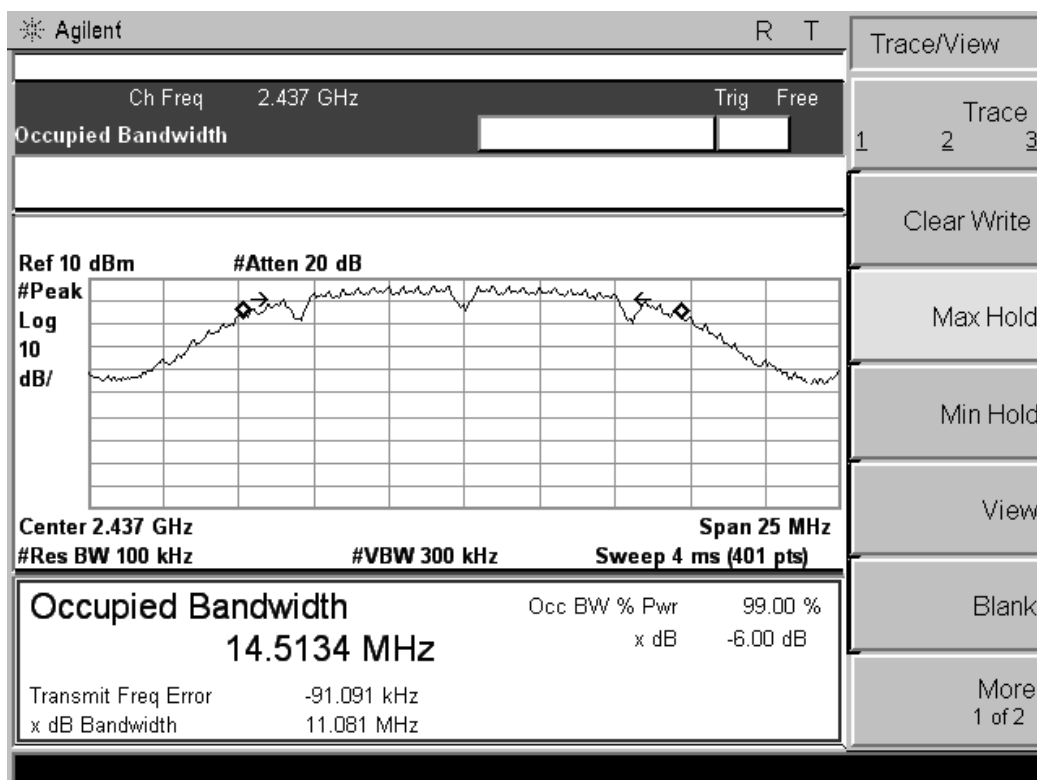 Agilent R T
Ch Freq 2.437 GHz Trig Free
Occupied Bandwidth
Ref 10 dBm #Atten 20 dB
#Peak
Log
10
dB/
Center 2.437 GHz Span 25 MHz
#Res BW 100 kHz #VBW 300 kHz Sweep 4 ms (401 pts)
Occupied Bandwidth Occ BW % Pwr 99.00 %
14.5134 MHz x dB -6.00 dB
Transmit Freq Error -91.091 kHz
x dB Bandwidth 11.081 MHz
Trace/View
Trace
1 2 3
Clear Write
Max Hold
Min Hold
View
Blank
More
1 of 2